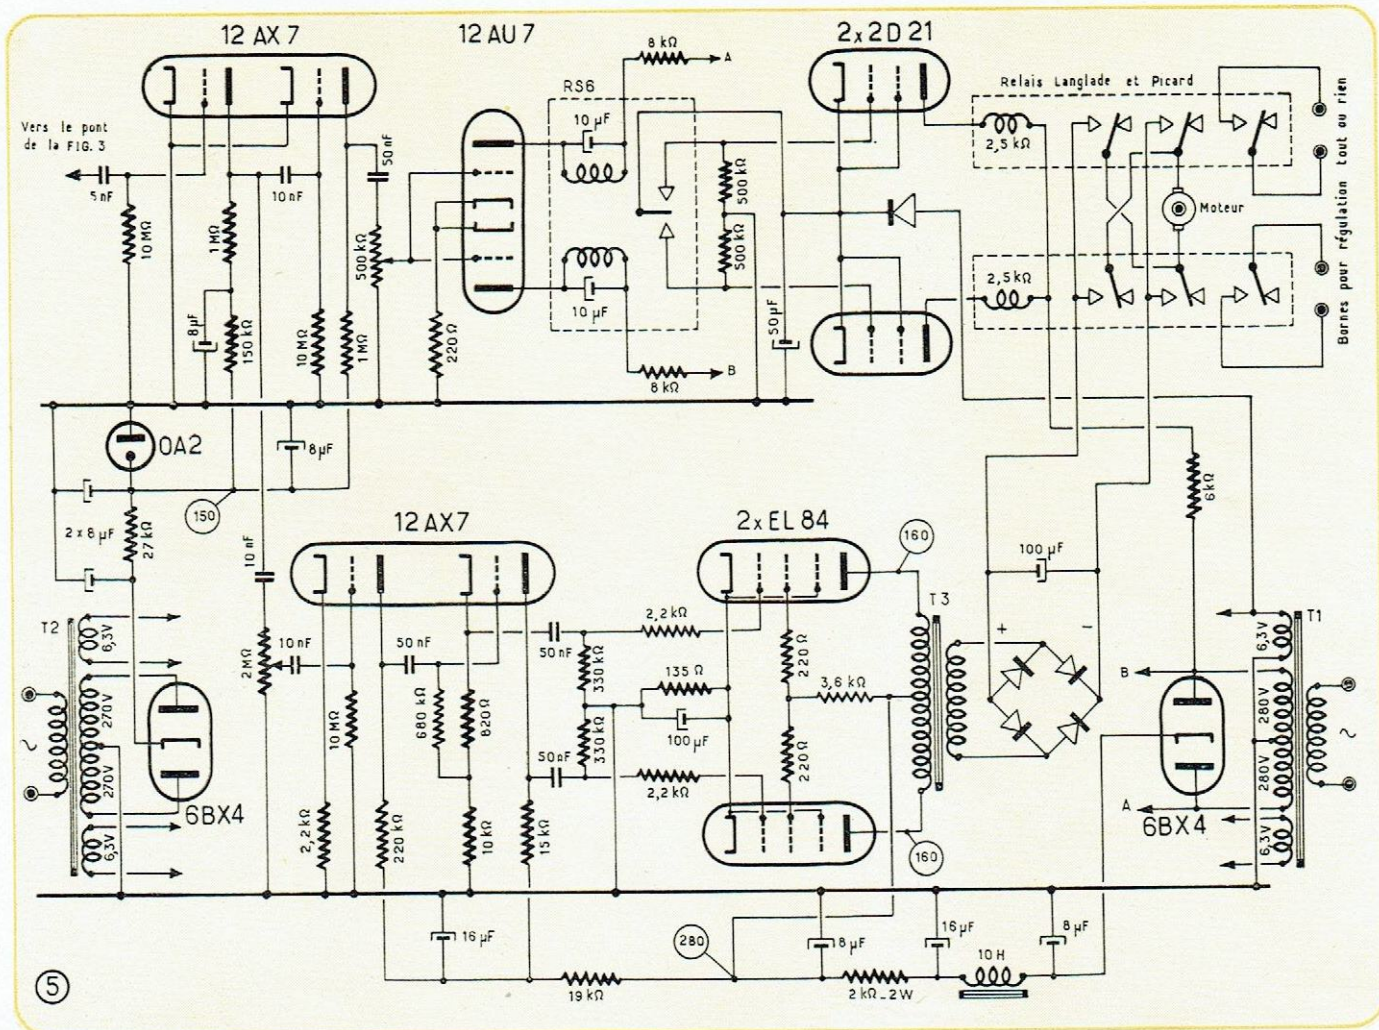 12 AX 7
12 AU 7
2x2D 21
8 kΩ
A
RS6
Relais Langlade et Picard
Vers le pont
de la FIG. 3
10 µF
2,5 kΩ
50 nF
5 nF
10 nF
500 kΩ
Moteur
10 MΩ
1 MΩ
500 kΩ
500 kΩ
2,5 kΩ
Bornes pour régulation tout ou rien
8µF
150 kΩ
10 MΩ
1 MΩ
220 Ω
10 µF
50 µF
8 kΩ
B
OA2
8 µF
6 kΩ
150
2 x 8 µF
27 kΩ
12 AX7
2x EL 84
160
100 µF
10 nF
T2
6,3V
T3
T1
6,3V
2,2 kΩ
10 nF
50 nF
50 nF
+
−
2 MΩ
330 kΩ
135 Ω
220 Ω
3,6 kΩ
B
270V
270V
~
10 MΩ
680 kΩ
820 Ω
330 kΩ
100 µF
220 Ω
280V
280V
~
50 nF
2,2 kΩ
6BX4
6,3V
2,2 kΩ
220 kΩ
10 kΩ
15 kΩ
A
6BX4
6,3V
160
16 µF
280
8 µF
16 µF
8 µF
10 H
5
19 kΩ
2 kΩ_2W